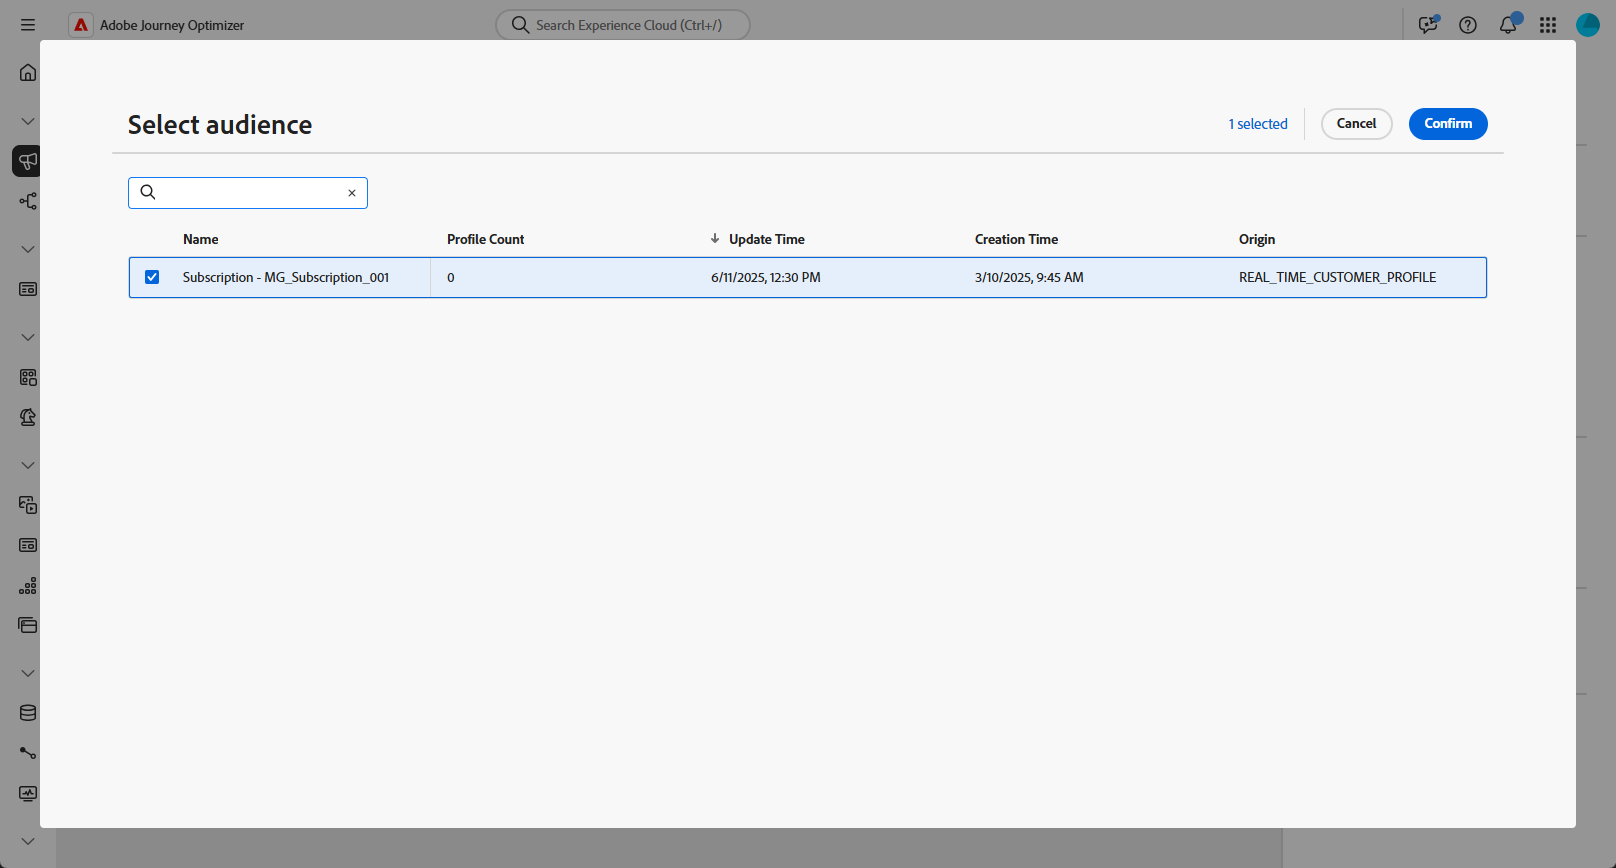 Adobe Journey Optimizer
Search Experience Cloud (Ctrl+/)
Select audience
1 selected
Cancel
Confirm
Name Profile Count Update Time Creation Time Origin
Subscription - MG_Subscription_001 0 6/11/2025, 12:30 PM 3/10/2025, 9:45 AM REAL_TIME_CUSTOMER_PROFILE